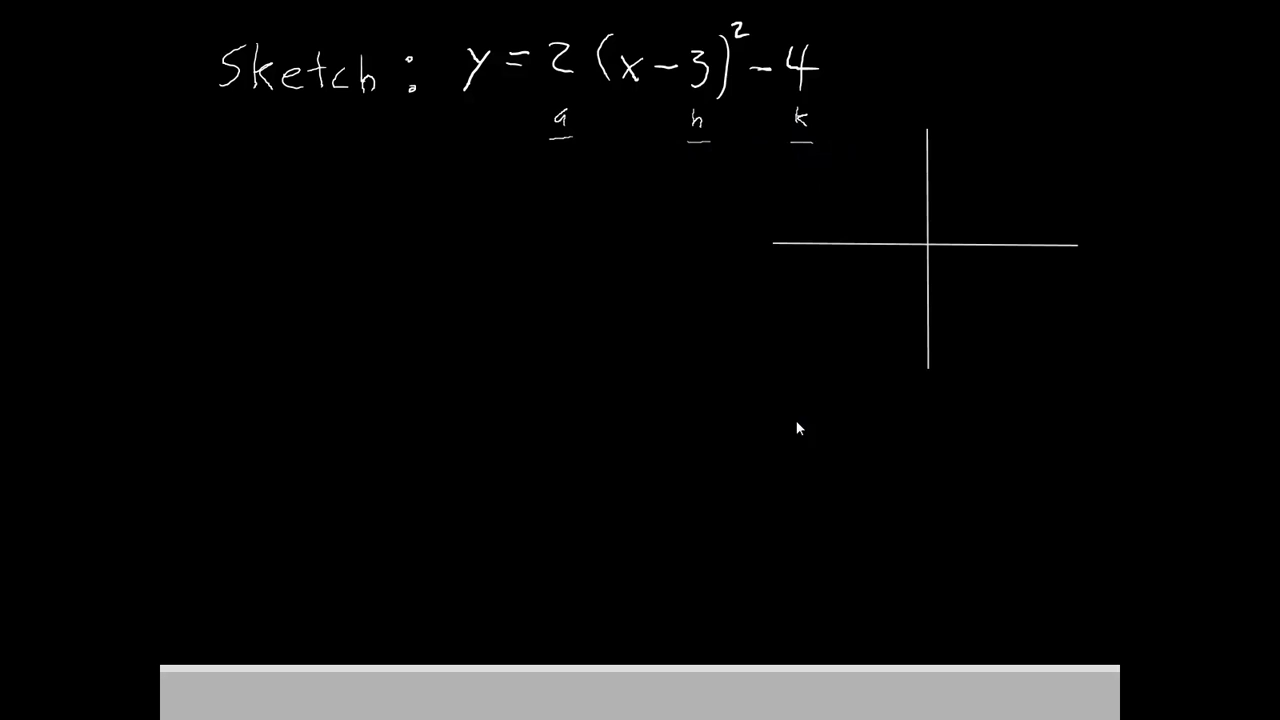 Sketch: y = 2 (x - 3)² - 4
a h k